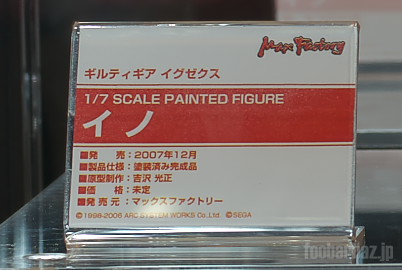 Max Factory
ギルティギア イグゼクス
1/7 SCALE PAINTED FIGURE
イノ
■発　売：2007年12月
■製品仕様：塗装済み完成品
■原型制作：吉沢 光正
■価　格：未定
■発売元：マックスファクトリー
©1998-2006 ARC SYSTEM WORKS Co.,Ltd. ©SEGA